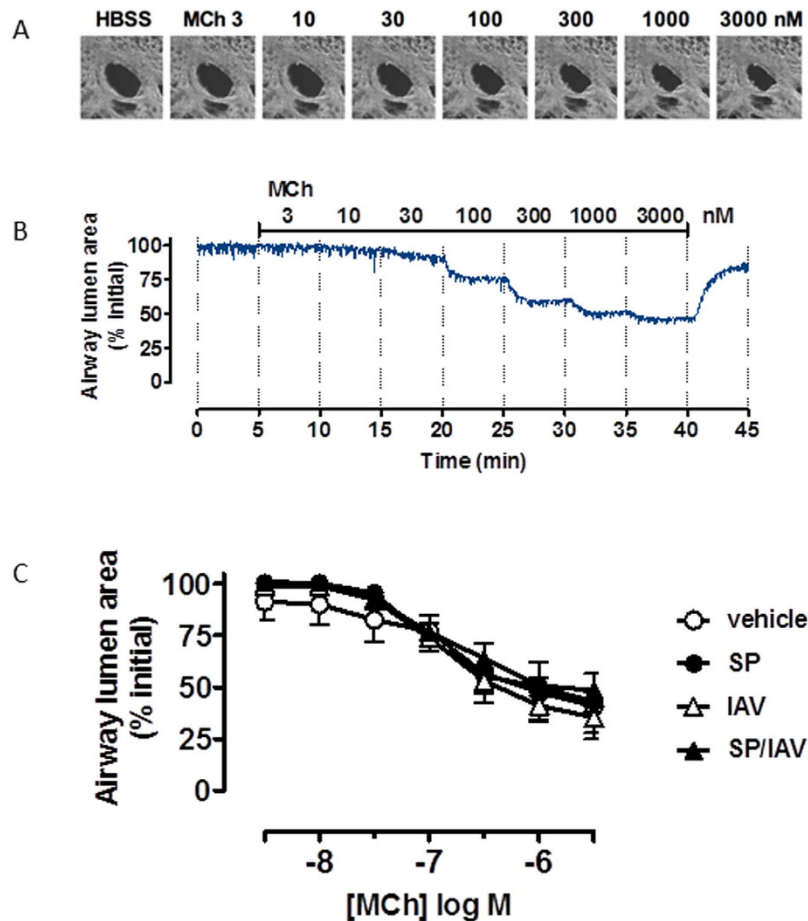 A
HBSS MCh 3 10 30 100 300 1000 3000 nM
B
MCh
3 10 30 100 300 1000 3000 nM
Airway lumen area
(% initial)
100
75
50
25
0
0 5 10 15 20 25 30 35 40 45
Time (min)
C
Airway lumen area
(% initial)
100
75
50
25
0
-8 -7 -6
[MCh] log M
vehicle
SP
IAV
SP/IAV